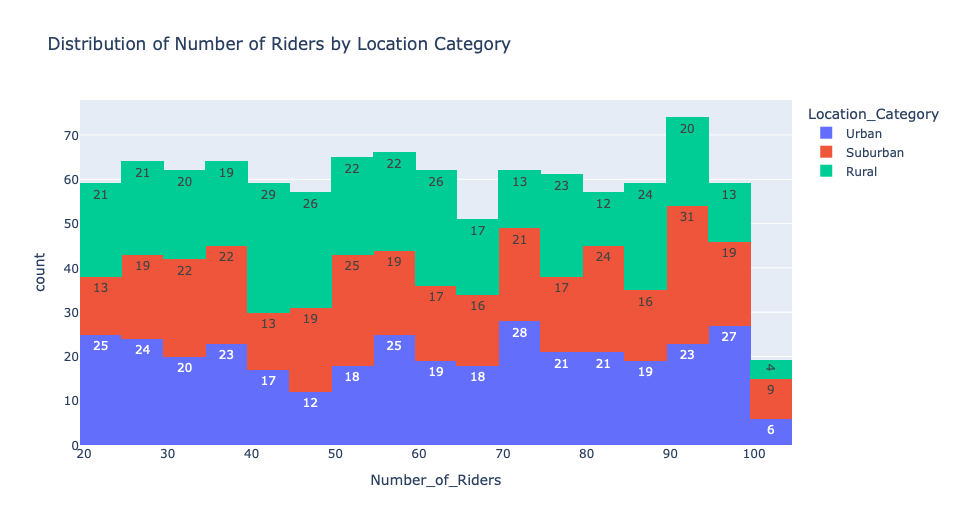 Distribution of Number of Riders by Location Category
Location_Category
Urban
Suburban
Rural
count
70
60
50
40
30
20
10
0
21 21 20 19 29 26 22 22 26 17 13 23 12 24 20 13 4
13 19 22 22 13 19 25 19 17 16 21 17 24 16 31 19 9
25 24 20 23 17 12 18 25 19 18 28 21 21 19 23 27 6
20 30 40 50 60 70 80 90 100
Number_of_Riders